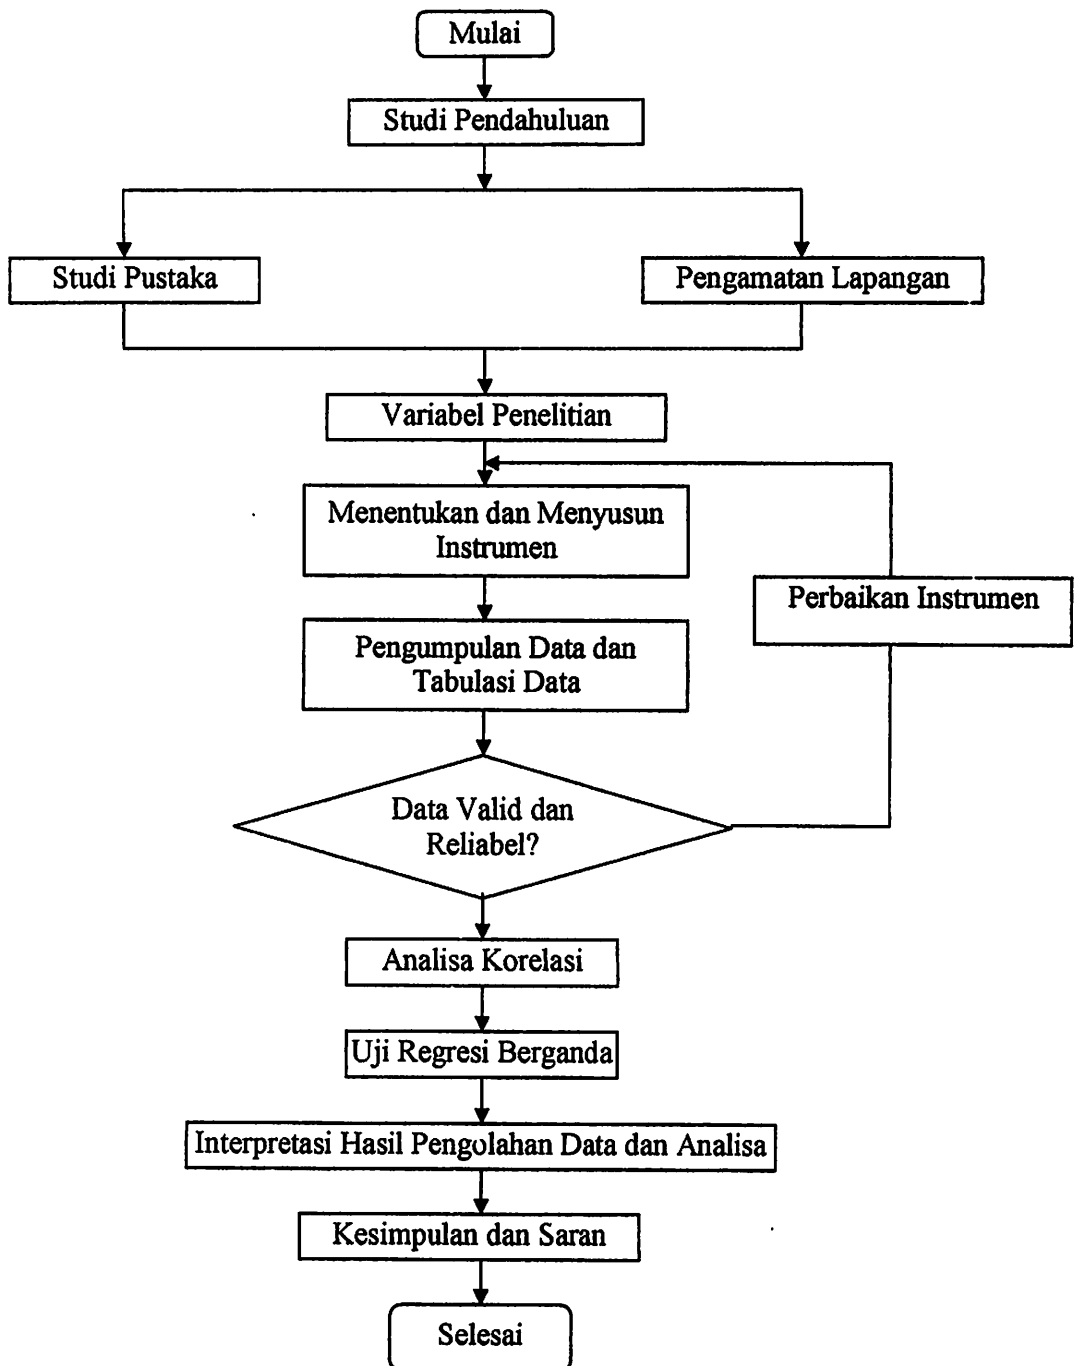 Mulai
Studi Pendahuluan
Studi Pustaka
Pengamatan Lapangan
Variabel Penelitian
Menentukan dan Menyusun
Instrumen
Perbaikan Instrumen
Pengumpulan Data dan
Tabulasi Data
Data Valid dan
Reliabel?
Analisa Korelasi
Uji Regresi Berganda
Interpretasi Hasil Pengolahan Data dan Analisa
Kesimpulan dan Saran
Selesai